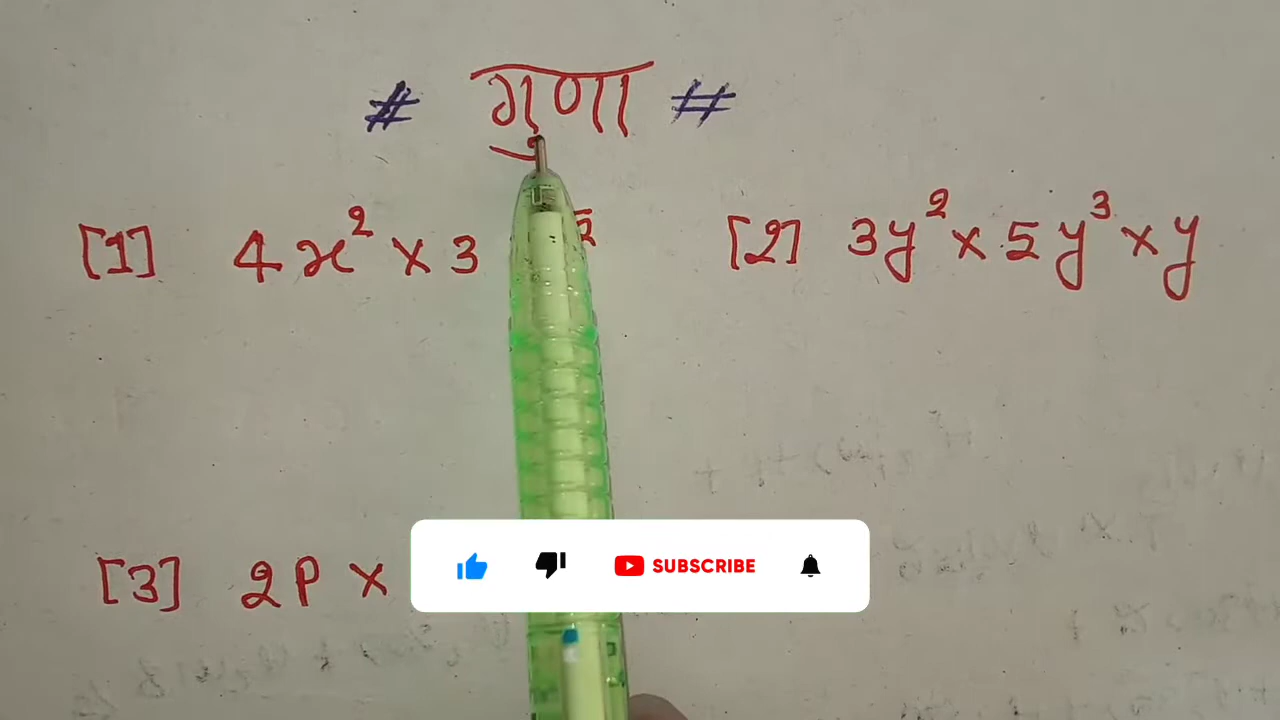 # गुणा #
[1] 4x² × 3 [2] 3y² × 5y³ × y
[3] 2P ×
SUBSCRIBE